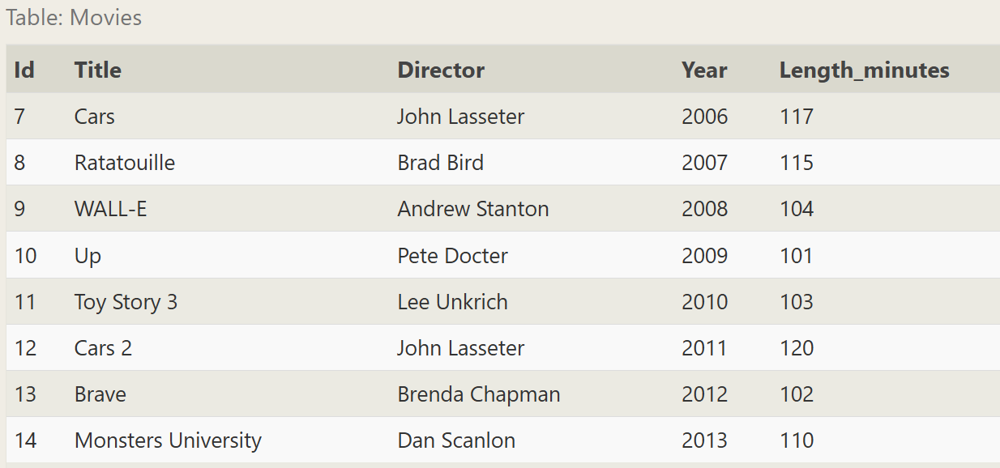 Table: Movies
Id Title Director Year Length_minutes
7 Cars John Lasseter 2006 117
8 Ratatouille Brad Bird 2007 115
9 WALL-E Andrew Stanton 2008 104
10 Up Pete Docter 2009 101
11 Toy Story 3 Lee Unkrich 2010 103
12 Cars 2 John Lasseter 2011 120
13 Brave Brenda Chapman 2012 102
14 Monsters University Dan Scanlon 2013 110